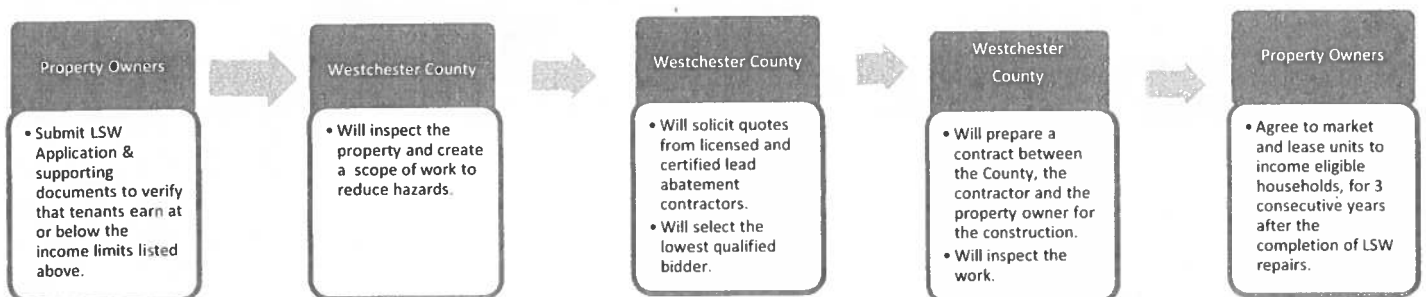 Property Owners
• Submit LSW
Application &
supporting
documents to verify
that tenants earn at
or below the
income limits listed
above.
Westchester County
• Will inspect the
property and create
a scope of work to
reduce hazards.
Westchester County
• Will solicit quotes
from licensed and
certified lead
abatement
contractors.
• Will select the
lowest qualified
bidder.
Westchester
County
• Will prepare a
contract between
the County, the
contractor and the
property owner for
the construction.
• Will inspect the
work.
Property Owners
• Agree to market
and lease units to
income eligible
households, for 3
consecutive years
after the
completion of LSW
repairs.